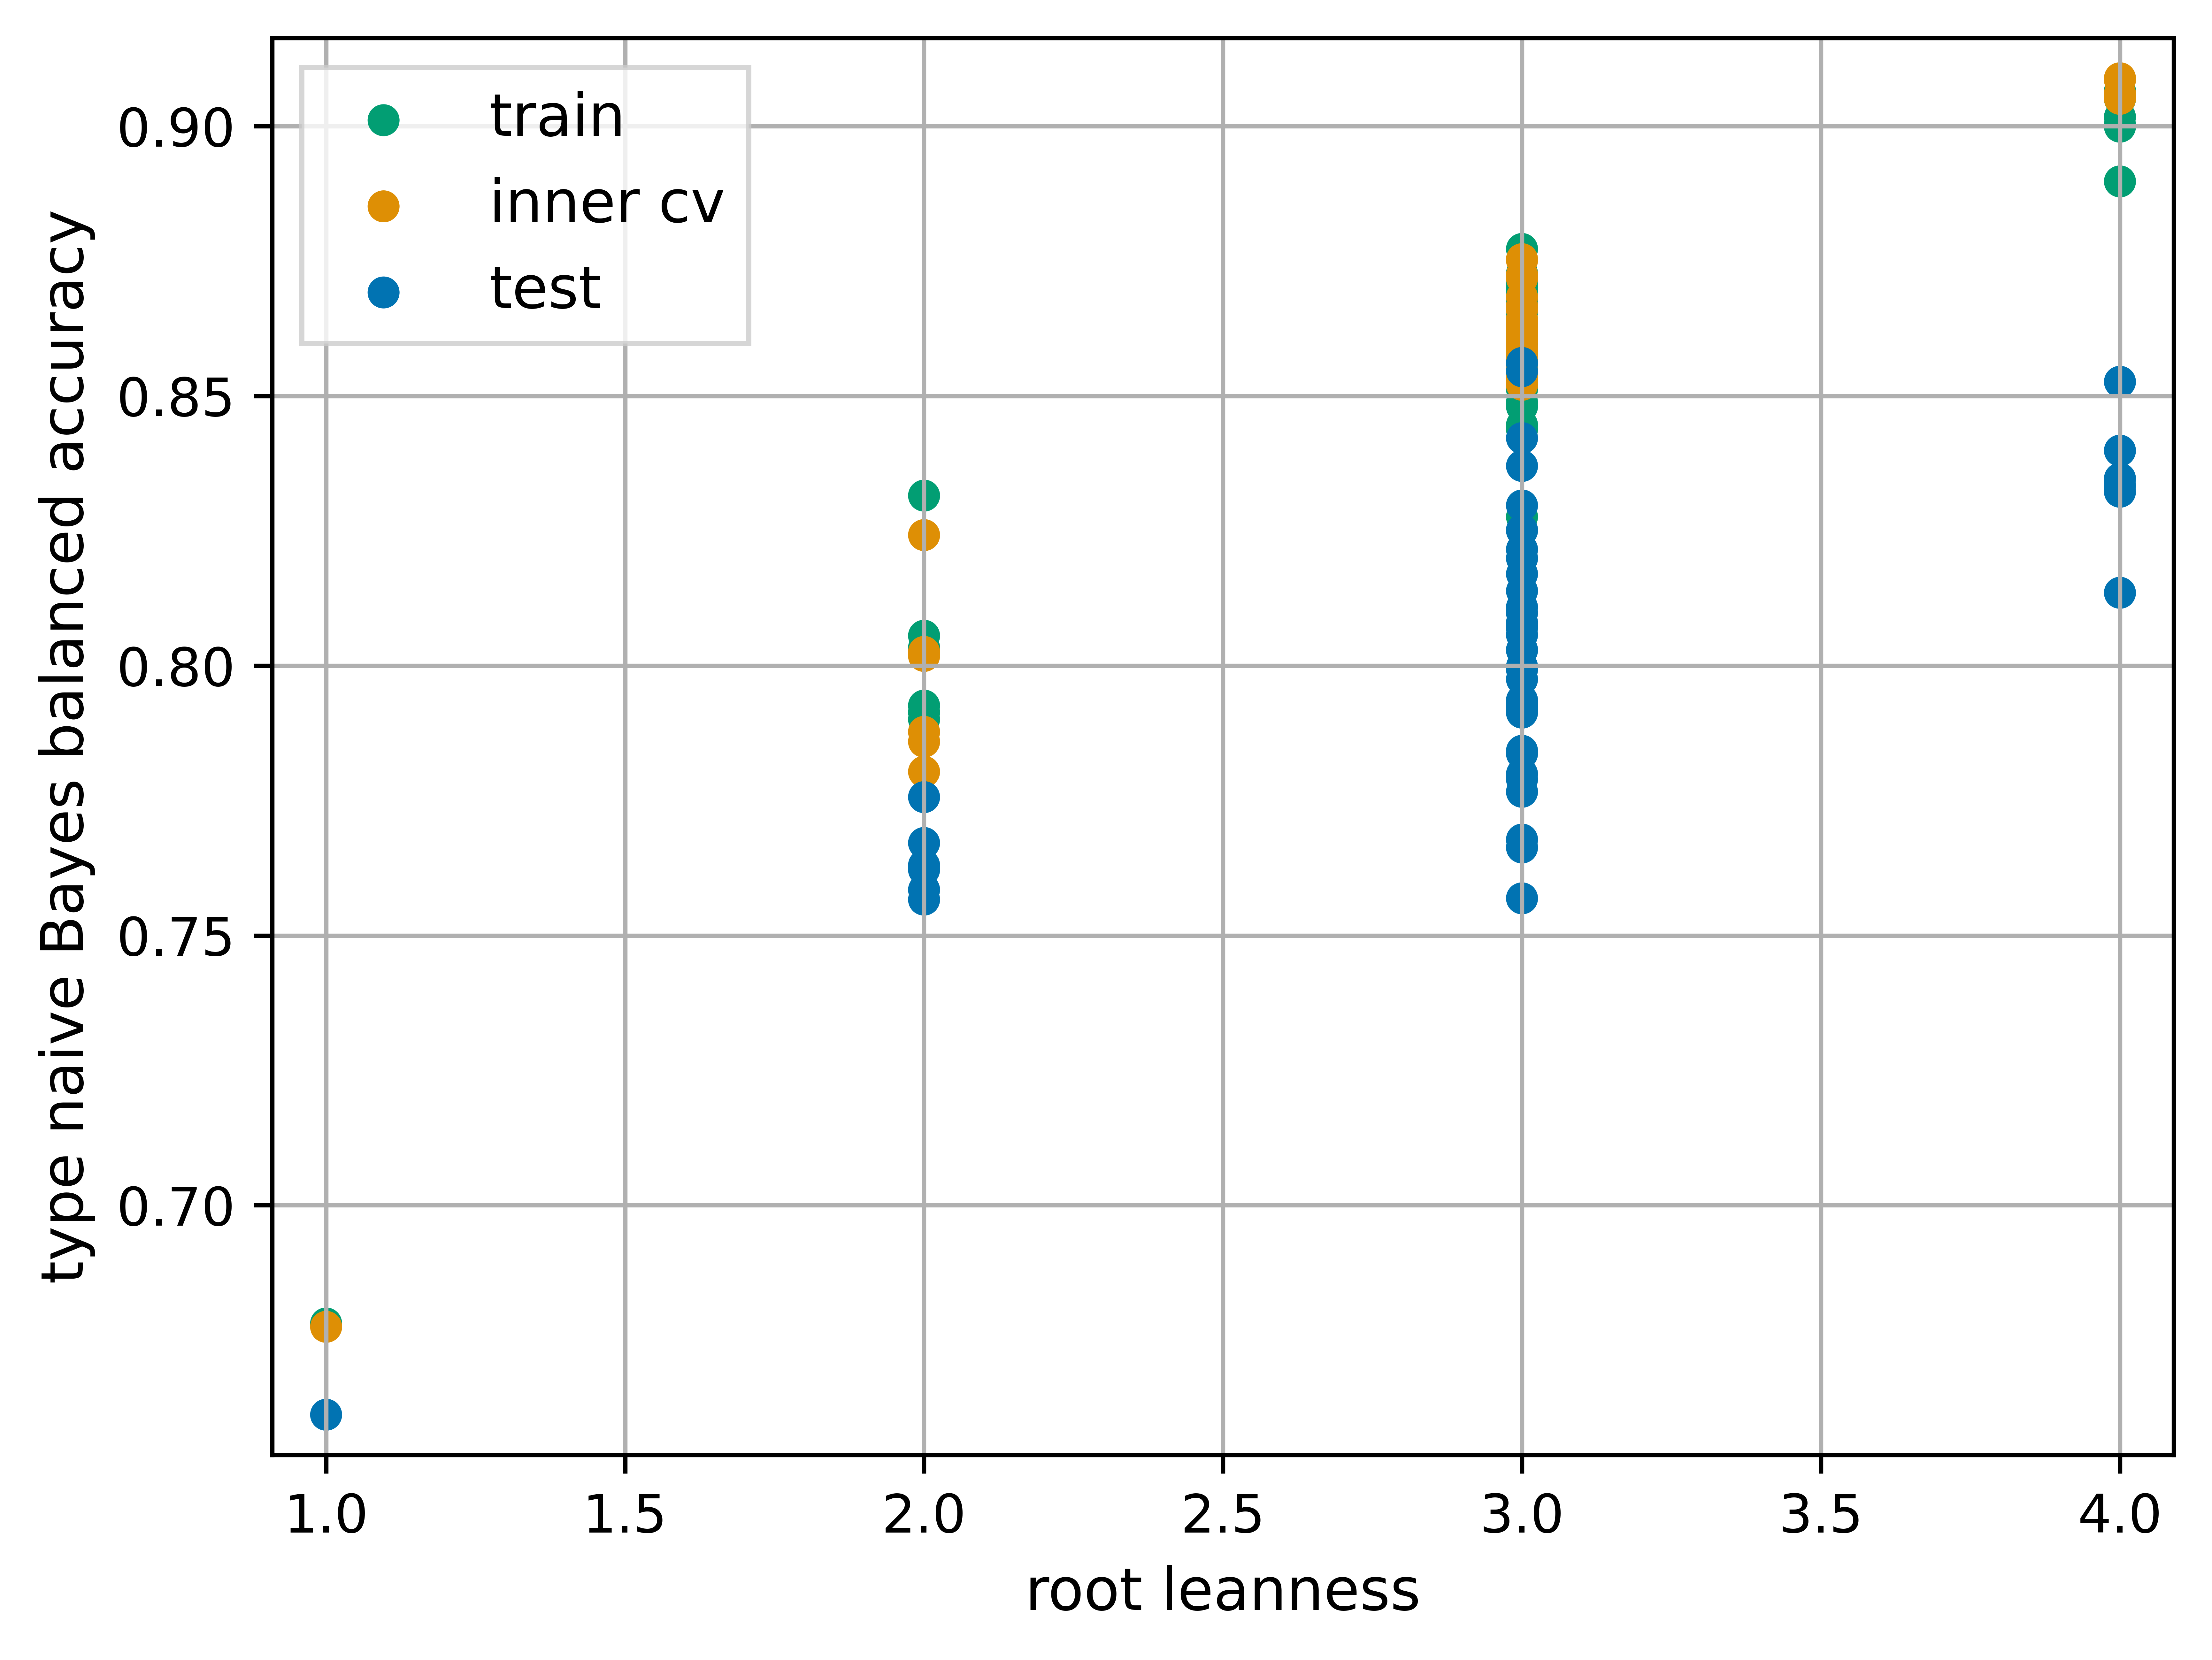 train
inner cv
test
type naive Bayes balanced accuracy
0.90
0.85
0.80
0.75
0.70
1.0 1.5 2.0 2.5 3.0 3.5 4.0
root leanness